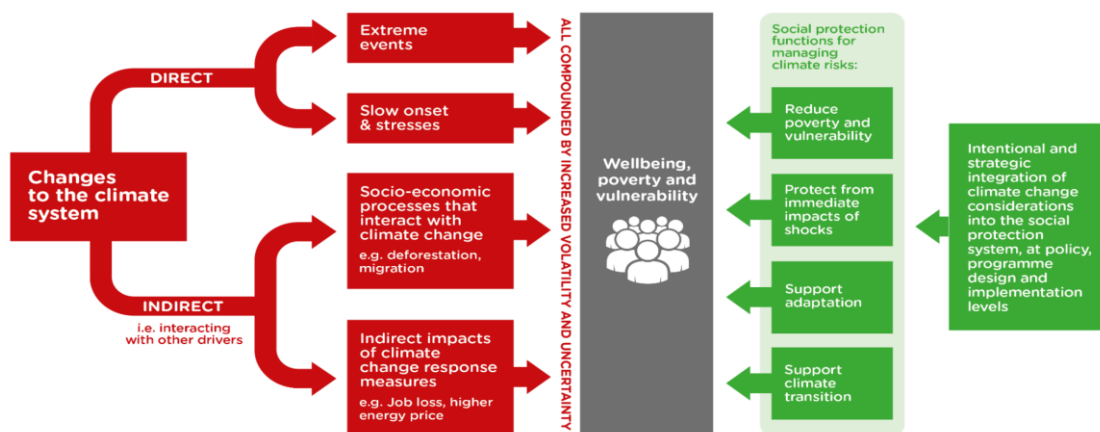 Changes
to the climate
system
DIRECT
INDIRECT
i.e. interacting
with other drivers
Extreme
events
Slow onset
& stresses
Socio-economic
processes that
interact with
climate change
e.g. deforestation,
migration
Indirect impacts
of climate
change response
measures
e.g. Job loss, higher
energy price
ALL COMPOUNDED BY INCREASED VOLATILITY AND UNCERTAINTY
Wellbeing,
poverty and
vulnerability
Social protection
functions for
managing
climate risks:
Reduce
poverty and
vulnerability
Protect from
immediate
impacts of
shocks
Support
adaptation
Support
climate
transition
Intentional and
strategic
integration of
climate change
considerations
into the social
protection
system, at policy,
programme
design and
implementation
levels